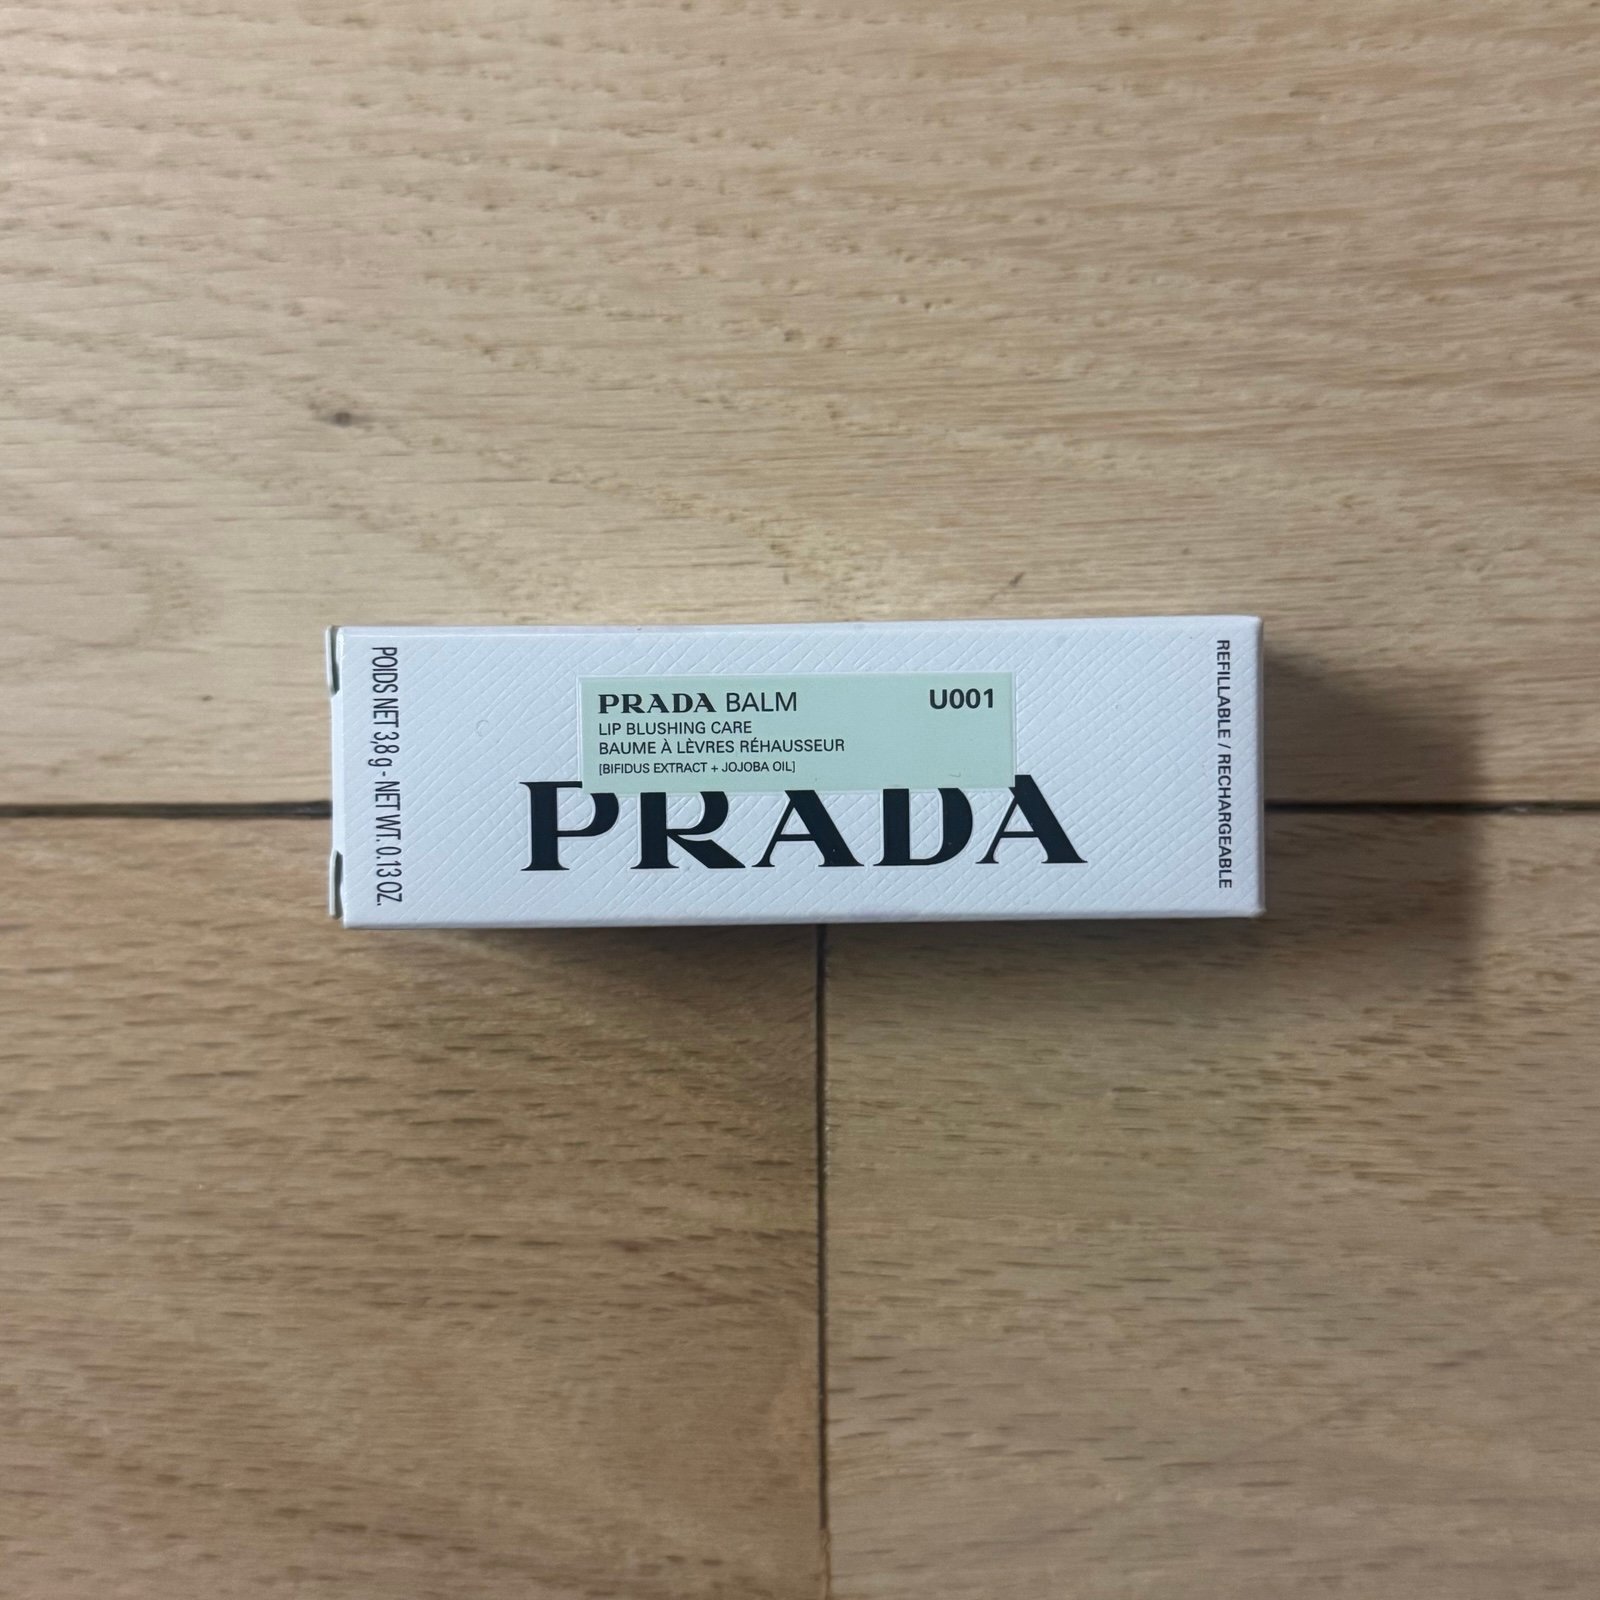 POIDS NET 3,8 g - NET WT. 0.13 OZ.
PRADA BALM
U001
LIP BLUSHING CARE
BAUME À LÈVRES RÉHAUSSEUR
[BIFIDUS EXTRACT + JOJOBA OIL]
PRADA
REFILLABLE / RECHARGEABLE